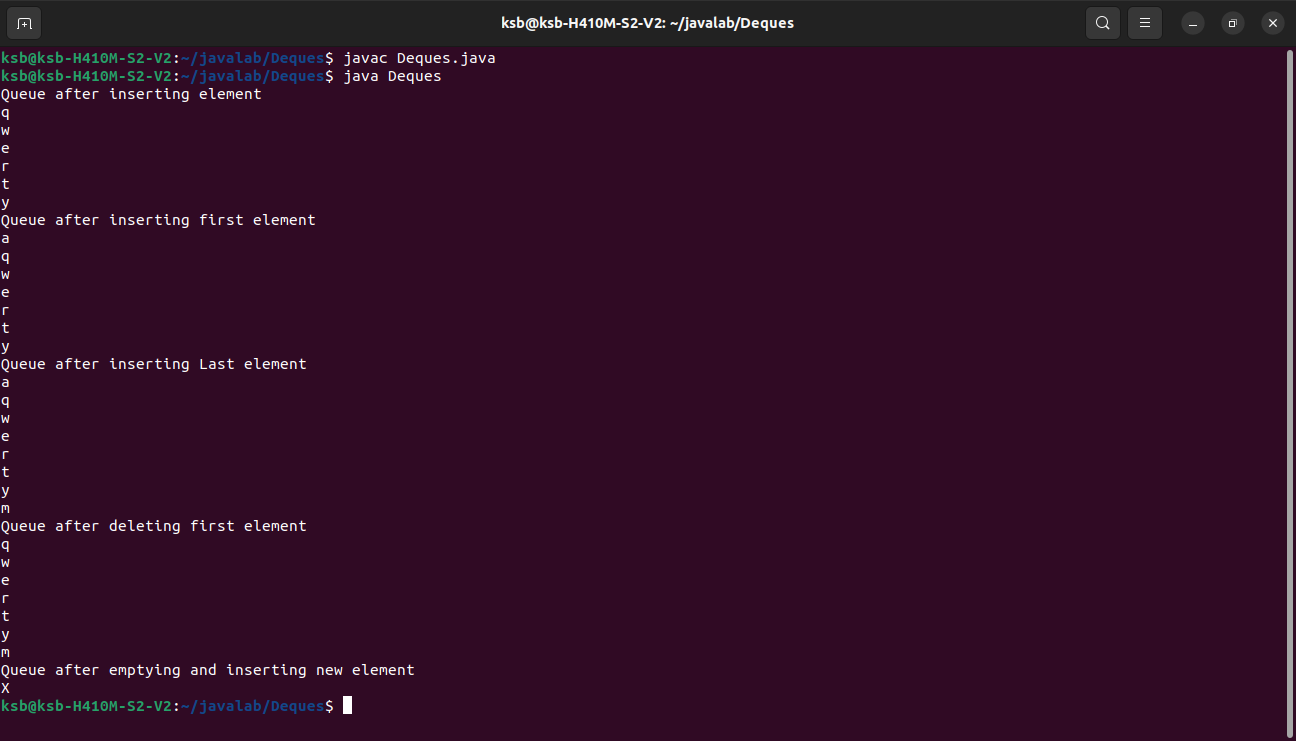 ksb@ksb-H410M-S2-V2: ~/javalab/Deques
ksb@ksb-H410M-S2-V2:~/javalab/Deques$ javac Deques.java
ksb@ksb-H410M-S2-V2:~/javalab/Deques$ java Deques
Queue after inserting element
q
w
e
r
t
y
Queue after inserting first element
a
q
w
e
r
t
y
Queue after inserting Last element
a
q
w
e
r
t
y
m
Queue after deleting first element
q
w
e
r
t
y
m
Queue after emptying and inserting new element
X
ksb@ksb-H410M-S2-V2:~/javalab/Deques$